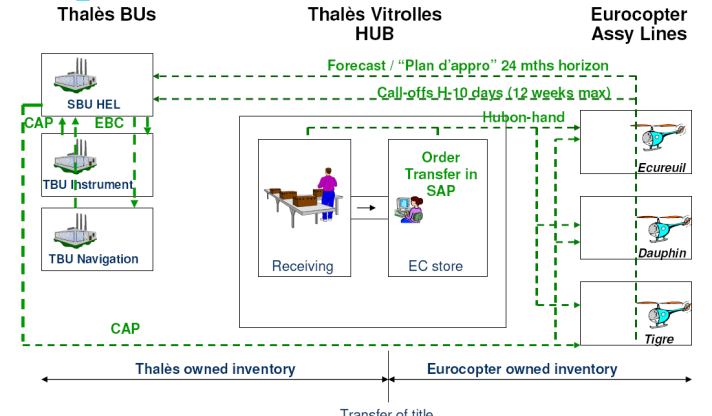 Thalès BUs
Thalès Vitrolles
HUB
Eurocopter
Assy Lines
Forecast / “Plan d’appro” 24 mths horizon
SBU HEL
Call-offs H-10 days (12 weeks max)
CAP
EBC
Hubon-hand
Order
Transfer in
SAP
Ecureuil
TBU Instrument
TBU Navigation
Receiving
EC store
Dauphin
CAP
Tigre
Thalès owned inventory
Eurocopter owned inventory
Transfer of title